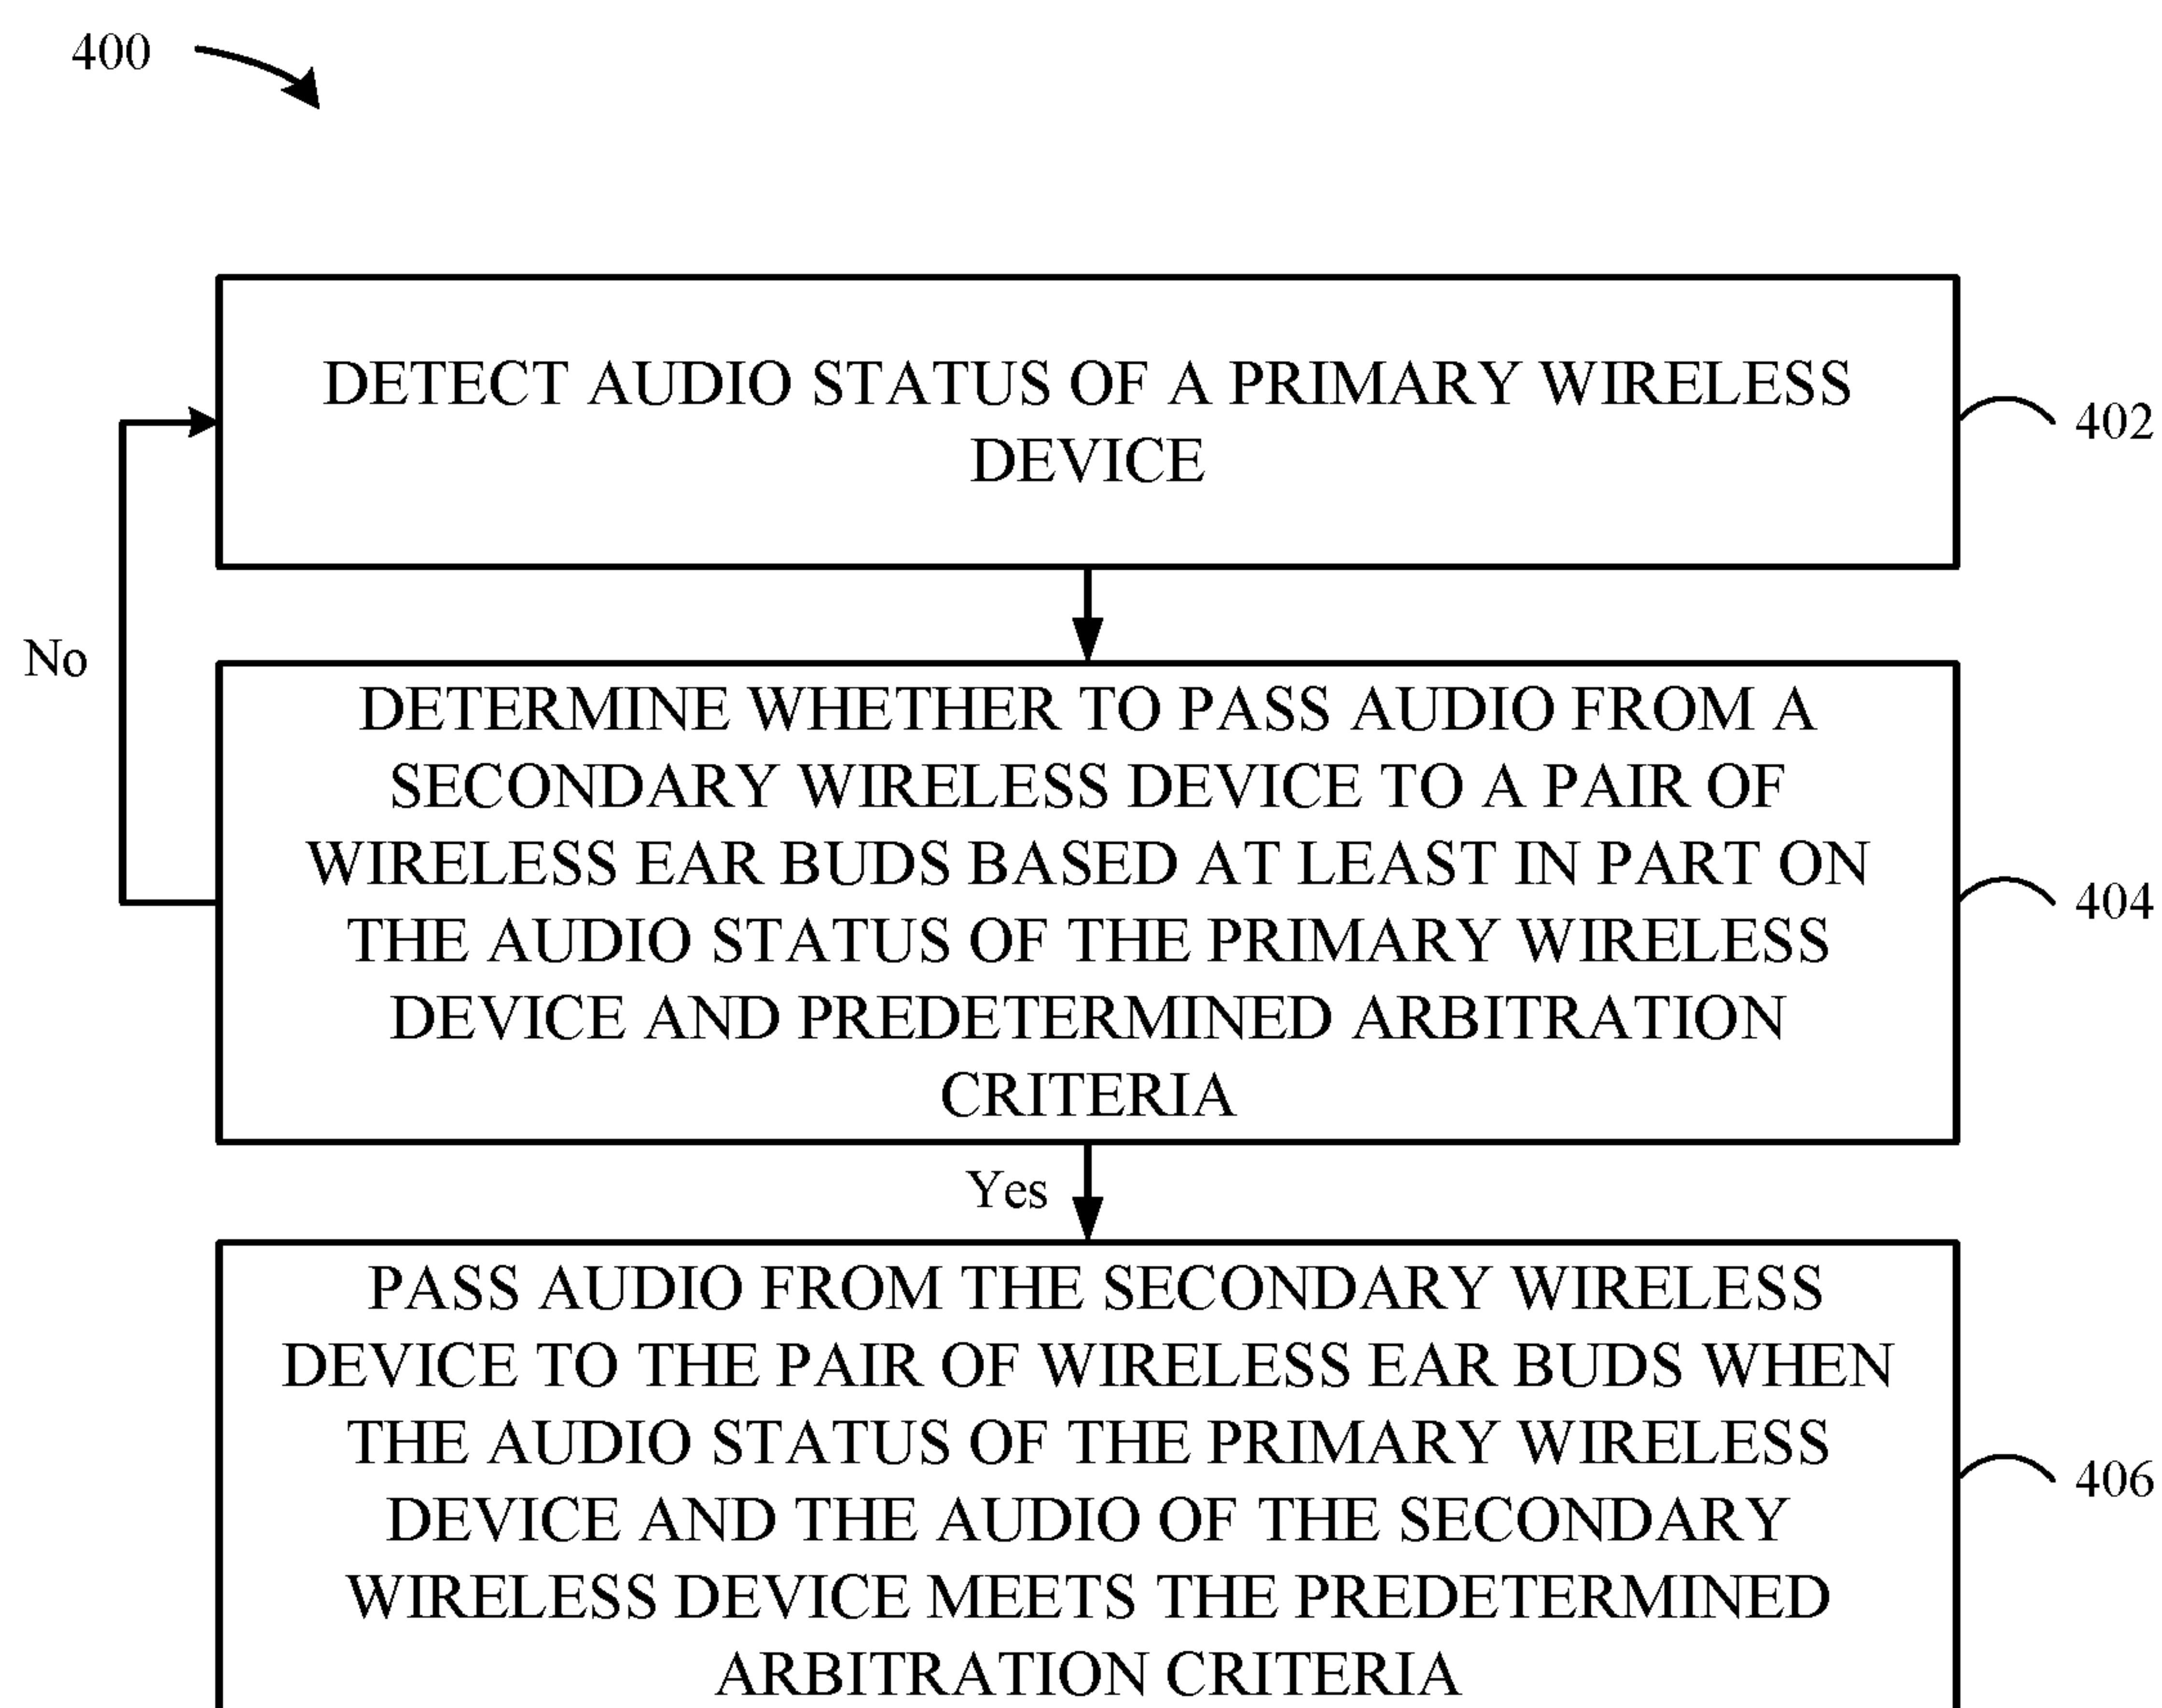 400
DETECT AUDIO STATUS OF A PRIMARY WIRELESS
DEVICE
402
No
DETERMINE WHETHER TO PASS AUDIO FROM A
SECONDARY WIRELESS DEVICE TO A PAIR OF
WIRELESS EAR BUDS BASED AT LEAST IN PART ON
THE AUDIO STATUS OF THE PRIMARY WIRELESS
DEVICE AND PREDETERMINED ARBITRATION
CRITERIA
404
Yes
PASS AUDIO FROM THE SECONDARY WIRELESS
DEVICE TO THE PAIR OF WIRELESS EAR BUDS WHEN
THE AUDIO STATUS OF THE PRIMARY WIRELESS
DEVICE AND THE AUDIO OF THE SECONDARY
WIRELESS DEVICE MEETS THE PREDETERMINED
ARBITRATION CRITERIA
406